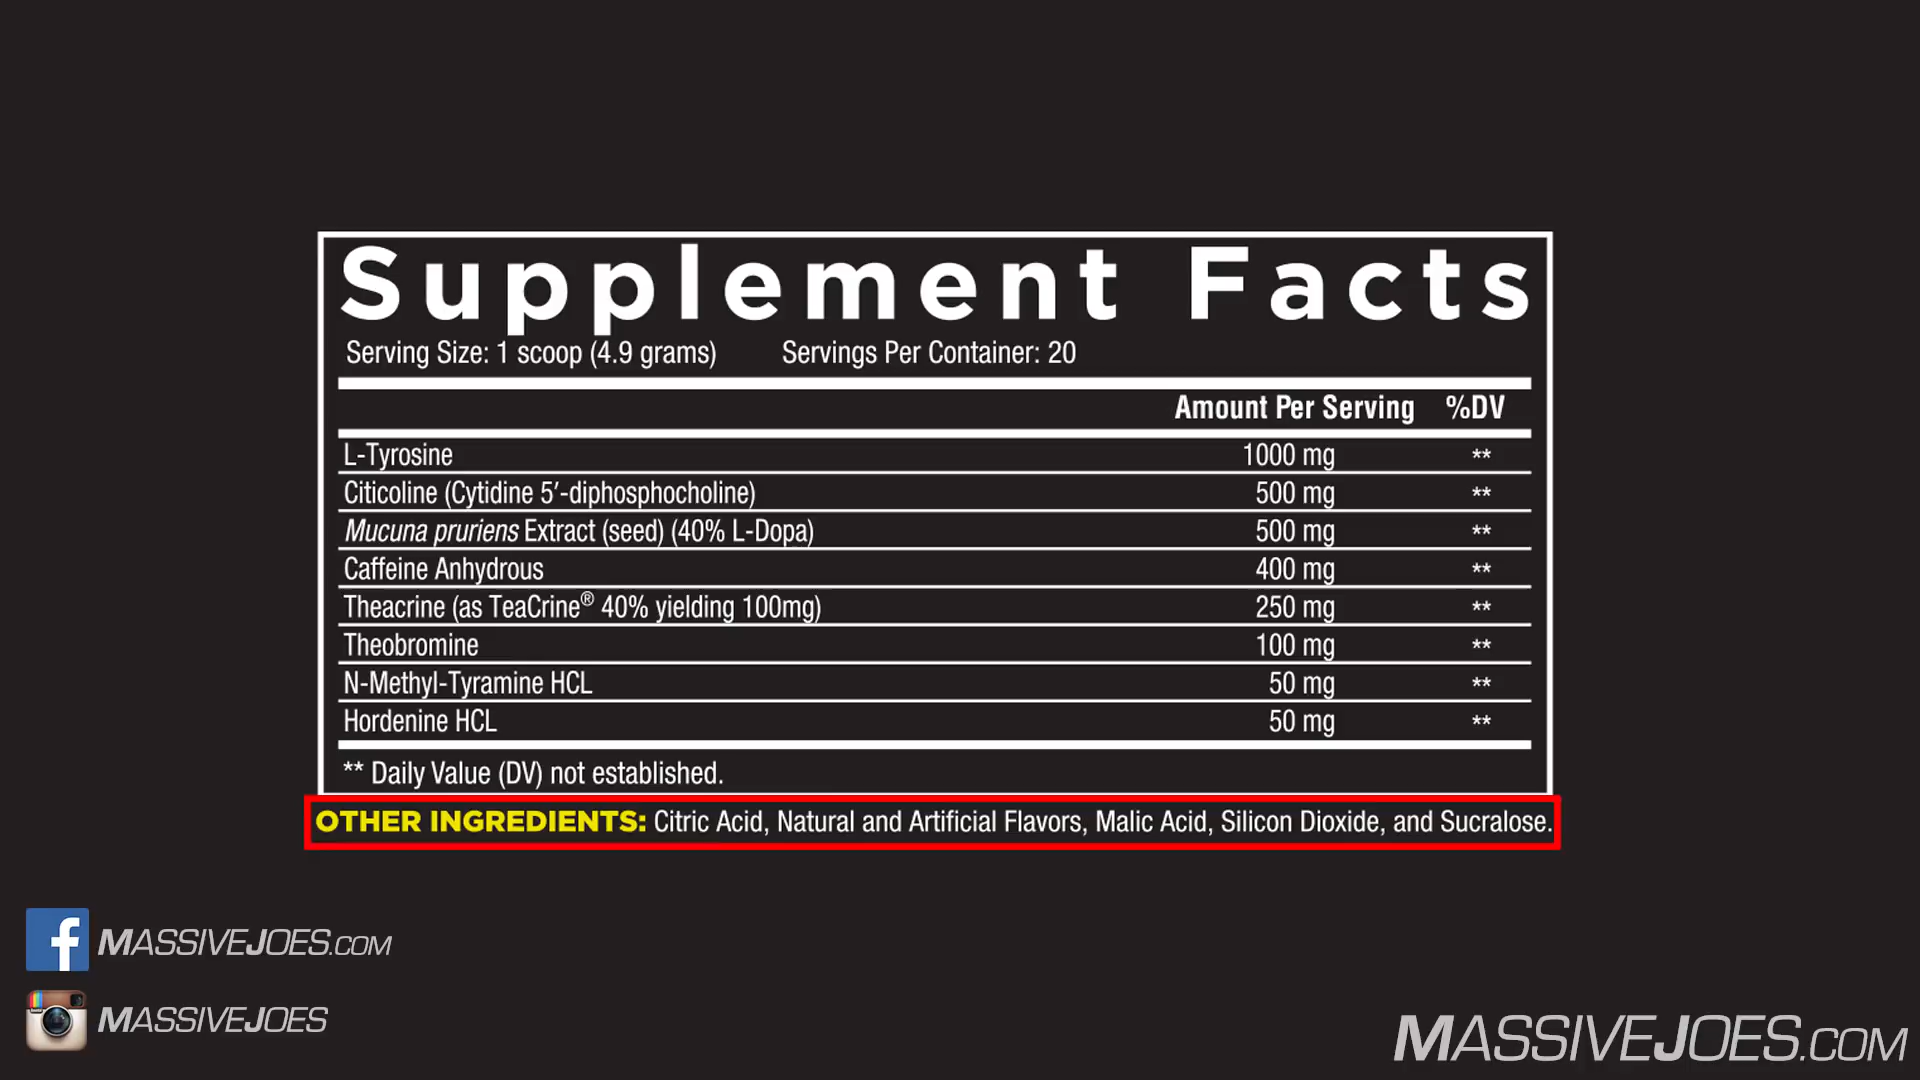 Supplement Facts
Serving Size: 1 scoop (4.9 grams) Servings Per Container: 20
Amount Per Serving %DV
L-Tyrosine 1000 mg **
Citicoline (Cytidine 5′-diphosphocholine) 500 mg **
Mucuna pruriens Extract (seed) (40% L-Dopa) 500 mg **
Caffeine Anhydrous 400 mg **
Theacrine (as TeaCrine® 40% yielding 100mg) 250 mg **
Theobromine 100 mg **
N-Methyl-Tyramine HCL 50 mg **
Hordenine HCL 50 mg **
** Daily Value (DV) not established.
OTHER INGREDIENTS: Citric Acid, Natural and Artificial Flavors, Malic Acid, Silicon Dioxide, and Sucralose.
f MASSIVEJOES.COM
MASSIVEJOES
MASSIVEJOES.COM